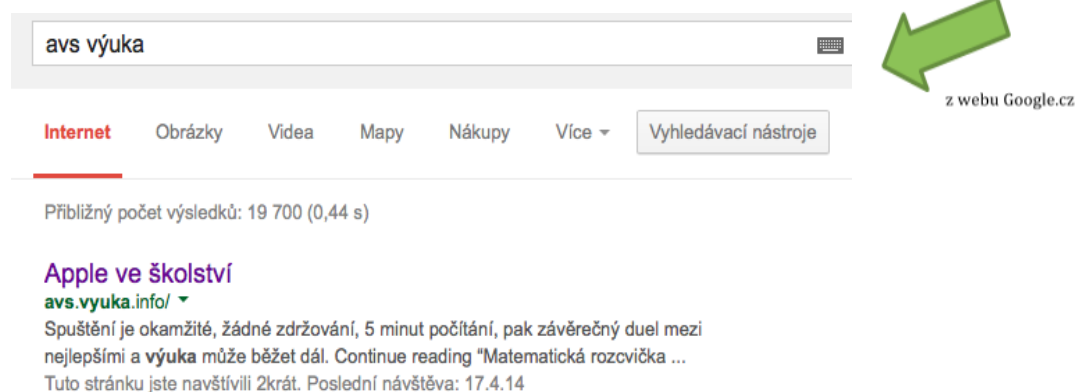 avs výuka
z webu Google.cz
Internet Obrázky Videa Mapy Nákupy Více Vyhledávací nástroje
Přibližný počet výsledků: 19 700 (0,44 s)
Apple ve školství
avs.vyuka.info/
Spuštění je okamžité, žádné zdržování, 5 minut počítání, pak závěrečný duel mezi
nejlepšími a výuka může běžet dál. Continue reading “Matematická rozcvička ...
Tuto stránku jste navštívili 2krát. Poslední návštěva: 17.4.14